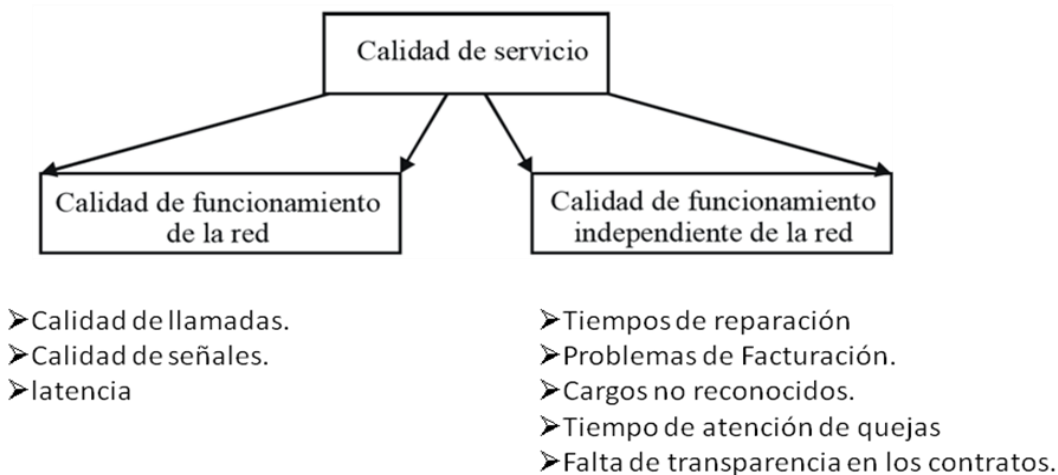 Calidad de servicio
Calidad de funcionamiento
de la red
Calidad de funcionamiento
independiente de la red
➢Calidad de llamadas.
➢Calidad de señales.
➢latencia
➢Tiempos de reparación
➢Problemas de Facturación.
➢Cargos no reconocidos.
➢Tiempo de atención de quejas
➢Falta de transparencia en los contratos.